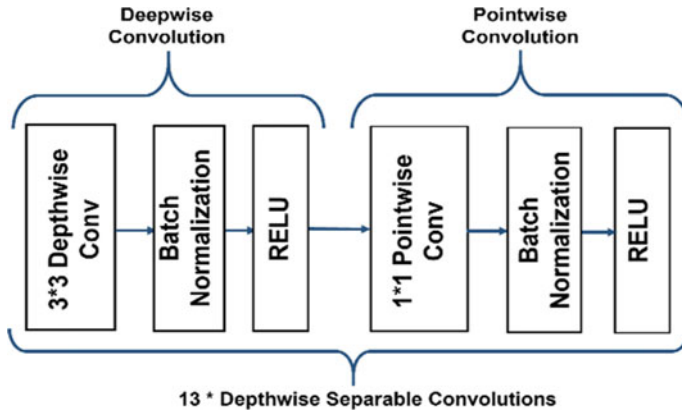 Deepwise
Convolution
Pointwise
Convolution
3*3 Depthwise
Conv
Batch
Normalization
RELU
1*1 Pointwise
Conv
Batch
Normalization
RELU
13 * Depthwise Separable Convolutions